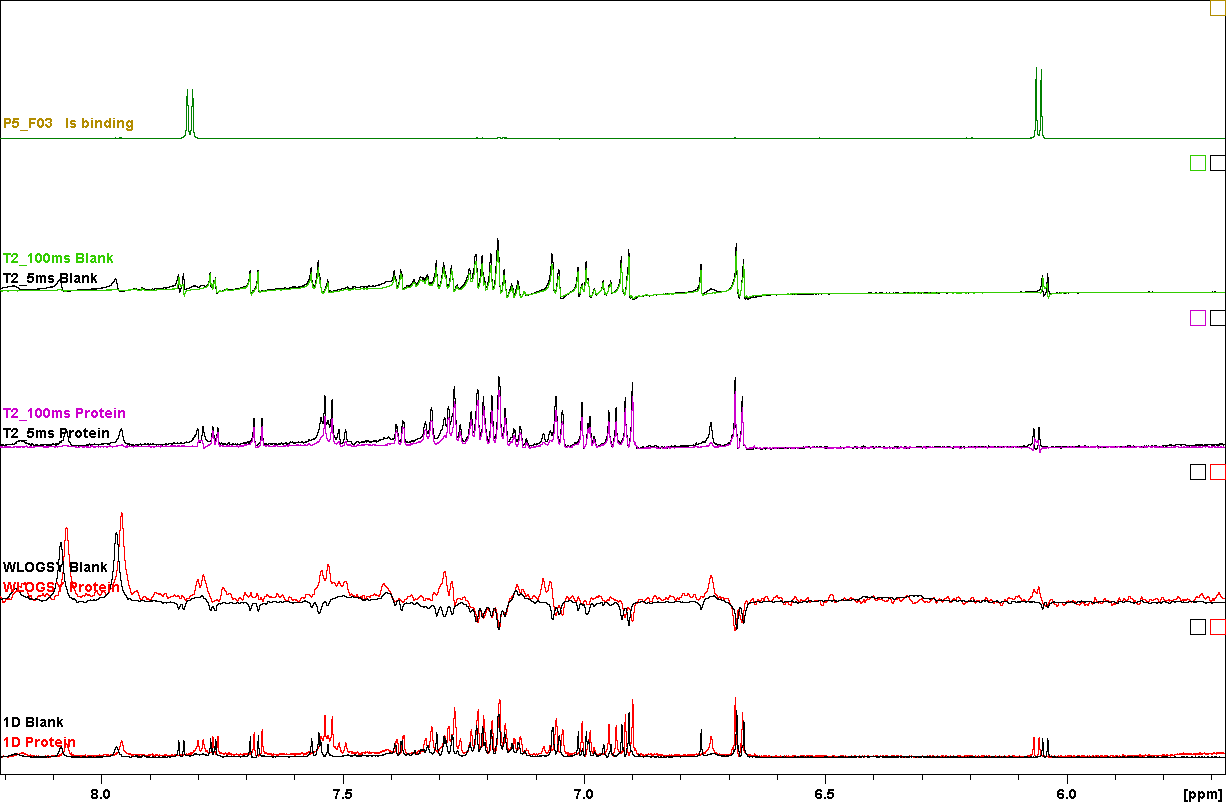 P5_F03 Is binding
T2_100ms Blank
T2_5ms Blank
T2_100ms Protein
T2_5ms Protein
WLOGSY Blank
WLOGSY Protein
1D Blank
1D Protein
8.0 7.5 7.0 6.5 6.0 [ppm]